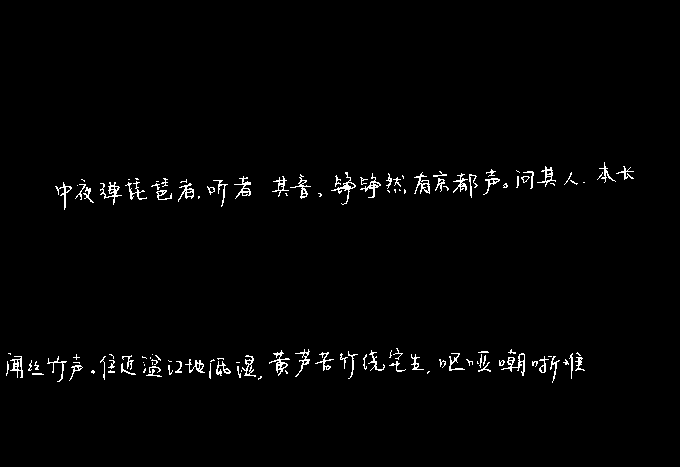 中夜弹琵琶者,听者 其音、铮铮然有京都声。问其人.本长
闻丝竹声.住近湓江地低湿,黄芦苦竹绕宅生,呕哑嘲哳难